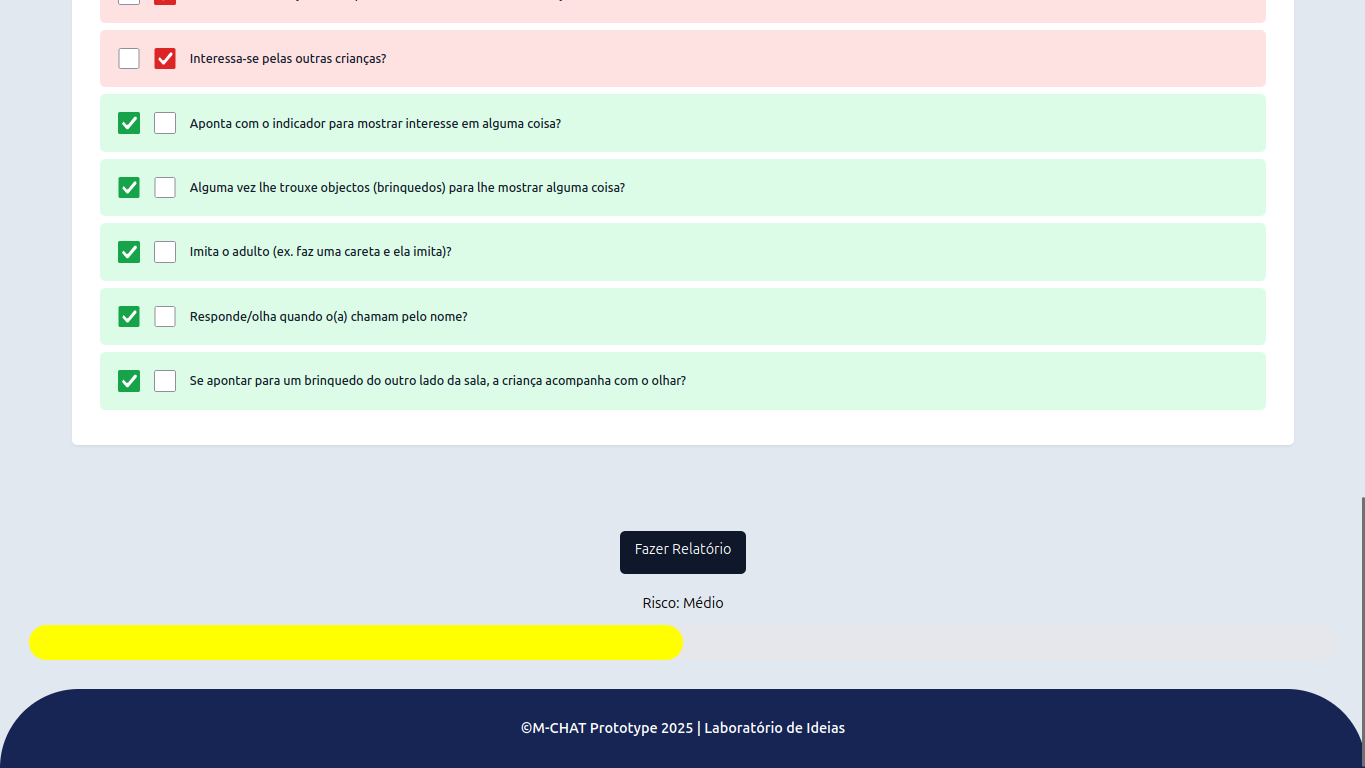 Interessa-se pelas outras crianças?
Aponta com o indicador para mostrar interesse em alguma coisa?
Alguma vez lhe trouxe objectos (brinquedos) para lhe mostrar alguma coisa?
Imita o adulto (ex. faz uma careta e ela imita)?
Responde/olha quando o(a) chamam pelo nome?
Se apontar para um brinquedo do outro lado da sala, a criança acompanha com o olhar?
Fazer Relatório
Risco: Médio
©M-CHAT Prototype 2025 | Laboratório de Ideias